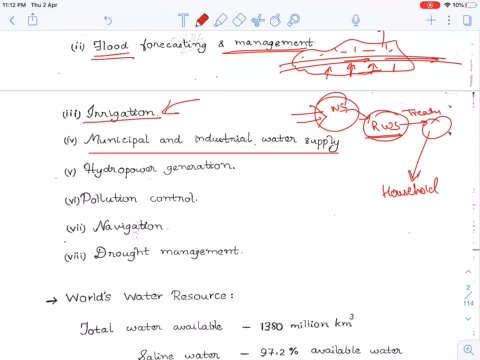 11:12 PM Thu 2 Apr
10%
(ii) Flood forecasting & management
(iii) Irrigation.
(iv) Municipal and industrial water supply.
(v) Hydropower generation.
(vi) Pollution control.
(vii) Navigation.
(viii) Drought management.
NS
RWS
Treaty
Household
→ World's Water Resource:
Total water available – 1380 million km³
Saline water – 97.2% available water
2
114